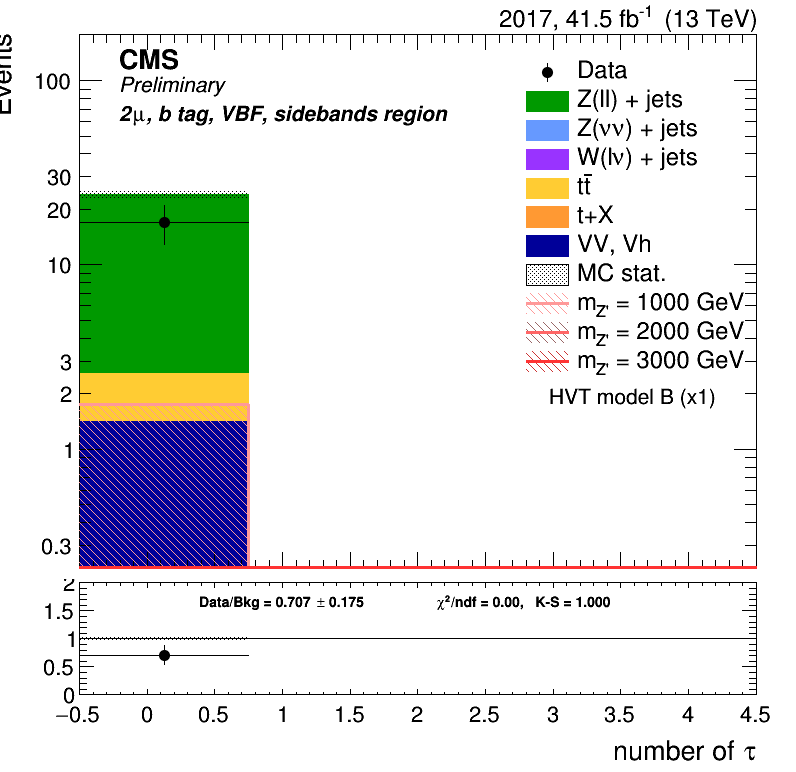 2017, 41.5 fb⁻¹ (13 TeV)
Events
CMS
Preliminary
2μ, b tag, VBF, sidebands region
Data
Z(ll) + jets
Z(νν) + jets
W(lν) + jets
tt̄
t+X
VV, Vh
MC stat.
m_Z' = 1000 GeV
m_Z' = 2000 GeV
m_Z' = 3000 GeV
HVT model B (x1)
100
30
20
10
3
2
1
0.3
Data/Bkg = 0.707 ± 0.175 χ²/ndf = 0.00, K-S = 1.000
2
1.5
1
0.5
0
−0.5 0 0.5 1 1.5 2 2.5 3 3.5 4 4.5
number of τ